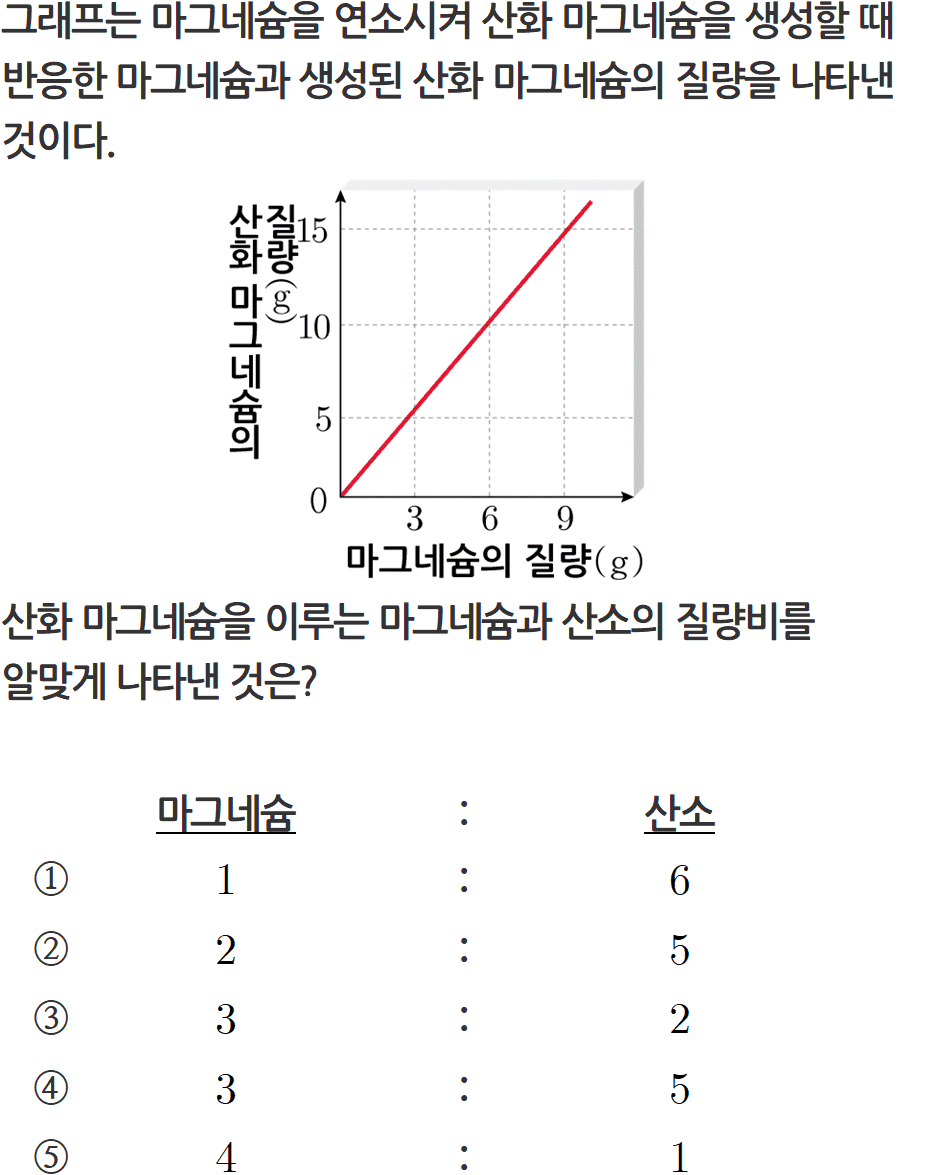 그래프는 마그네슘을 연소시켜 산화 마그네슘을 생성할 때
반응한 마그네슘과 생성된 산화 마그네슘의 질량을 나타낸
것이다.
산화 마그네슘의 질량(g)
15
10
5
0
3 6 9
마그네슘의 질량(g)
산화 마그네슘을 이루는 마그네슘과 산소의 질량비를
알맞게 나타낸 것은?
마그네슘 : 산소
① 1 : 6
② 2 : 5
③ 3 : 2
④ 3 : 5
⑤ 4 : 1